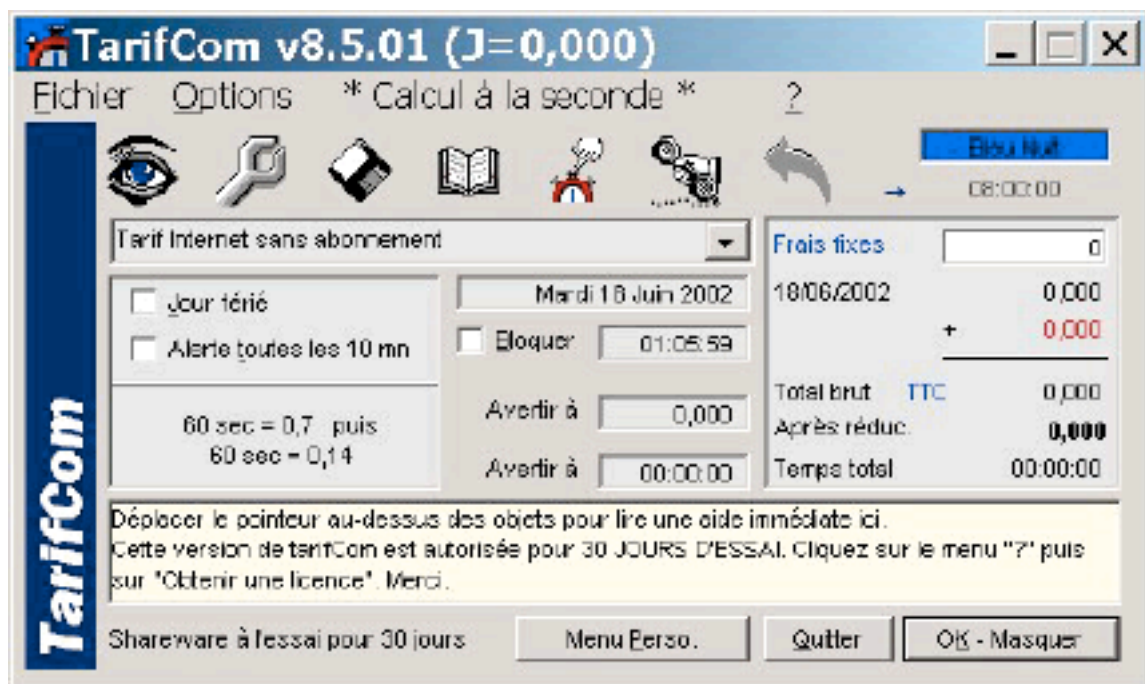 TarifCom v8.5.01 (J=0,000)
Fichier Options * Calcul à la seconde * ?
Bleu Nuit
08:00:00
Tarif Internet sans abonnement
Frais fixes 0
Jour férié
Mardi 18 Juin 2002
18/06/2002 0,000
Alerte toutes les 10 mn
Bloquer 01:05:59
+ 0,000
60 sec = 0,7 puis
60 sec = 0,14
Avertir à 0,000
Avertir à 00:00:00
Total brut TTC 0,000
Après réduc. 0,000
Temps total 00:00:00
TarifCom
Déplacer le pointeur au-dessus des objets pour lire une aide immédiate ici.
Cette version de tarifCom est autorisée pour 30 JOURS D'ESSAI. Cliquez sur le menu "?" puis
sur "Obtenir une licence". Merci.
Shareware à l'essai pour 30 jours
Menu Perso.
Quitter
OK - Masquer